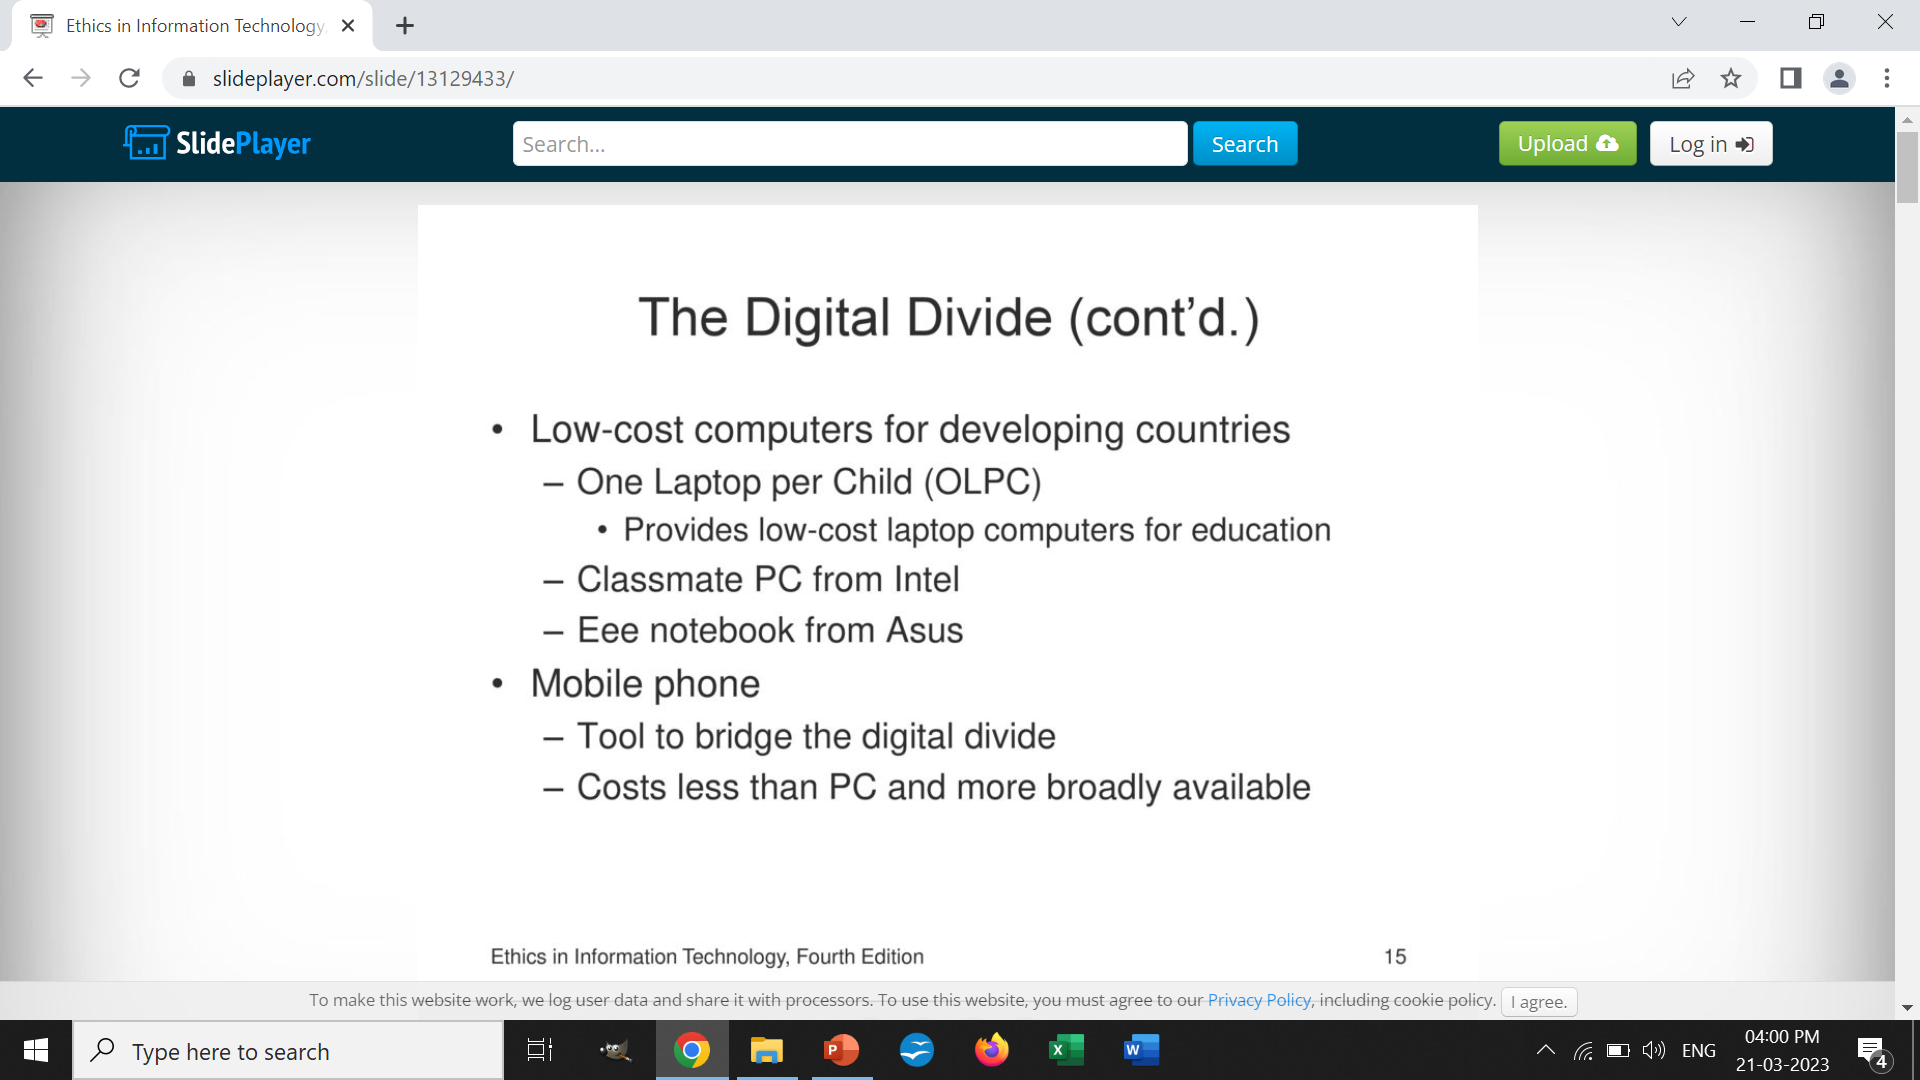 Ethics in Information Technology,
slideplayer.com/slide/13129433/
SlidePlayer
Search...
Search
Upload
Log in
The Digital Divide (cont’d.)
• Low-cost computers for developing countries
– One Laptop per Child (OLPC)
• Provides low-cost laptop computers for education
– Classmate PC from Intel
– Eee notebook from Asus
• Mobile phone
– Tool to bridge the digital divide
– Costs less than PC and more broadly available
Ethics in Information Technology, Fourth Edition 15
To make this website work, we log user data and share it with processors. To use this website, you must agree to our Privacy Policy, including cookie policy.
I agree.
Type here to search
P
X
W
ENG
04:00 PM
21-03-2023
4